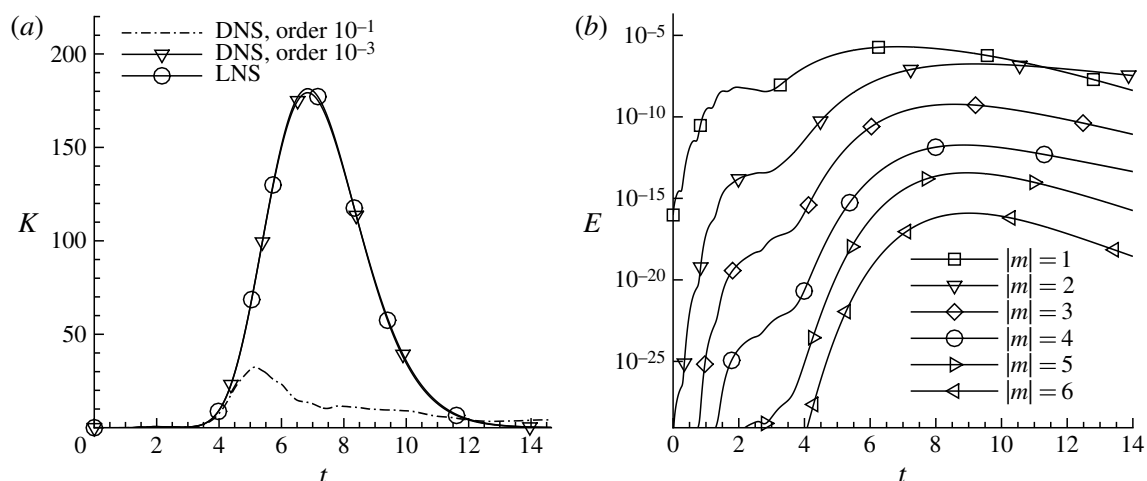 (a)
DNS, order 10⁻¹
DNS, order 10⁻³
LNS
200
150
100
50
K
0 2 4 6 8 10 12 14
t
(b)
10⁻⁵
10⁻¹⁰
10⁻¹⁵
10⁻²⁰
10⁻²⁵
E
|m| = 1
|m| = 2
|m| = 3
|m| = 4
|m| = 5
|m| = 6
0 2 4 6 8 10 12 14
t